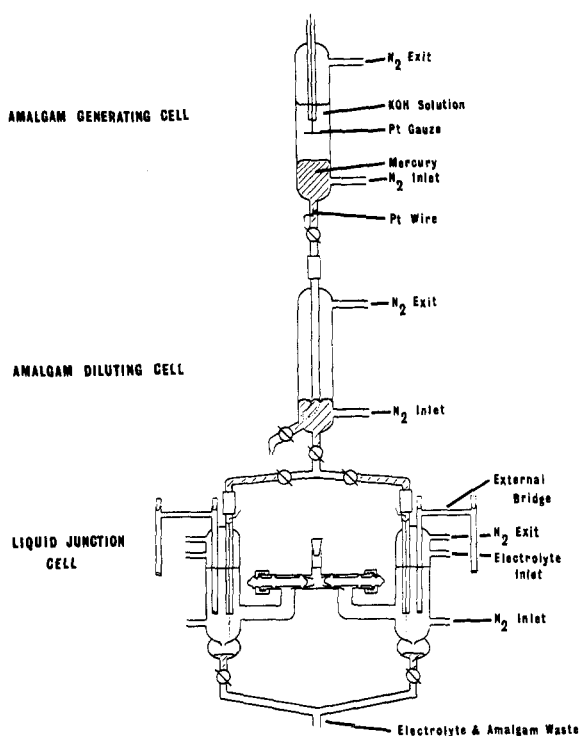 N2 Exit
KOH Solution
AMALGAM GENERATING CELL
Pt Gauze
Mercury
N2 Inlet
Pt Wire
N2 Exit
AMALGAM DILUTING CELL
N2 Inlet
External
Bridge
N2 Exit
LIQUID JUNCTION
CELL
Electrolyte
Inlet
N2 Inlet
Electrolyte & Amalgam Waste